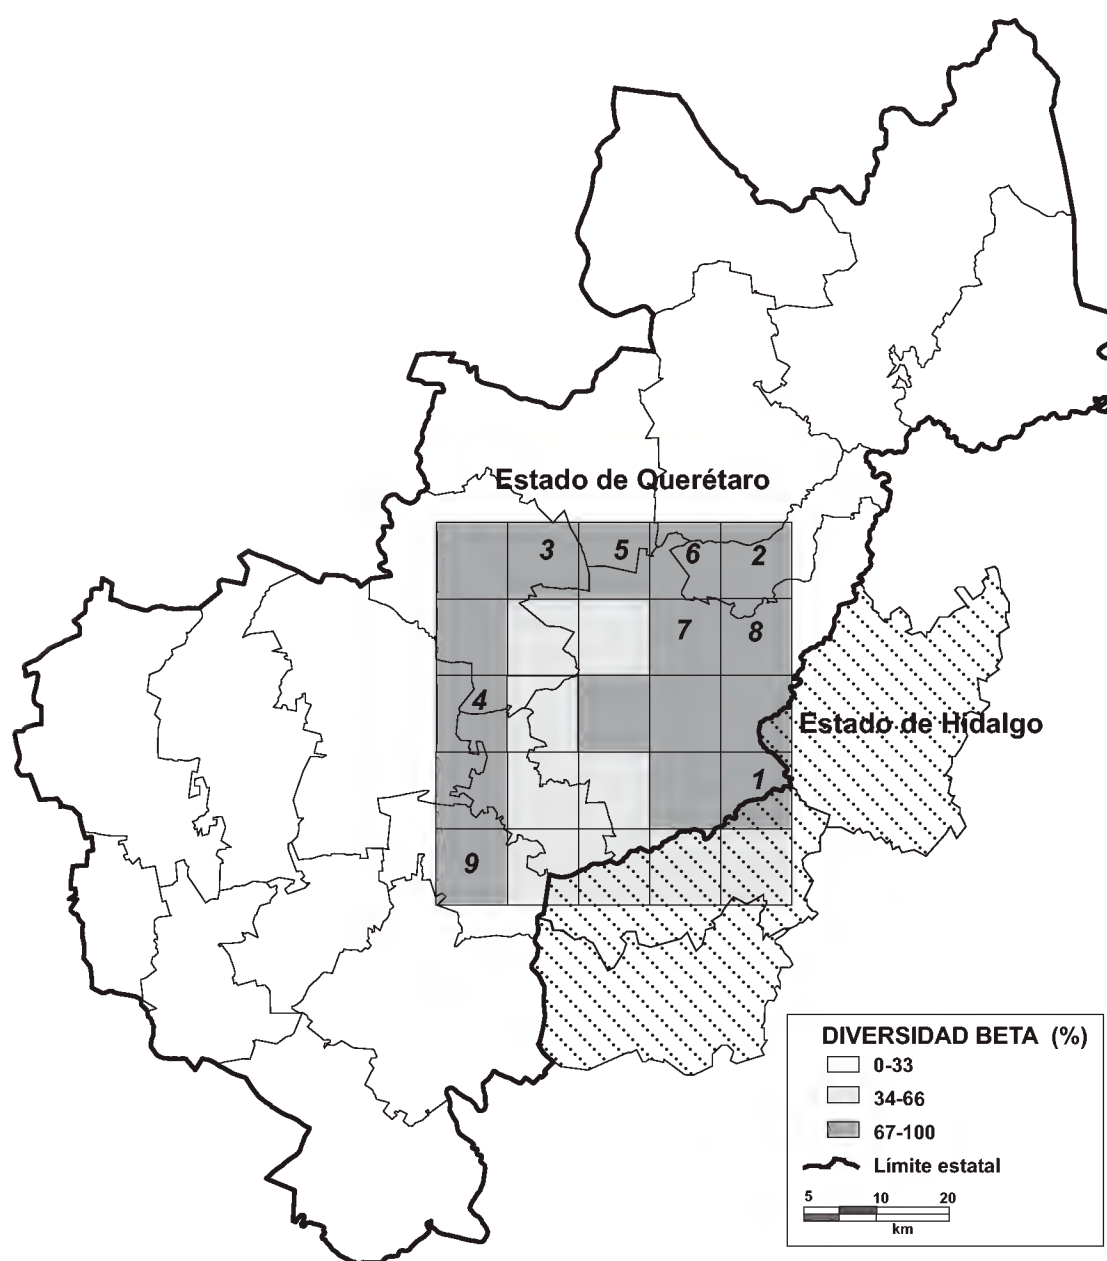 Estado de Querétaro
3 5 6 2
7 8
4
Estado de Hidalgo
1
9
DIVERSIDAD BETA (%)
0-33
34-66
67-100
Límite estatal
5 10 20
km